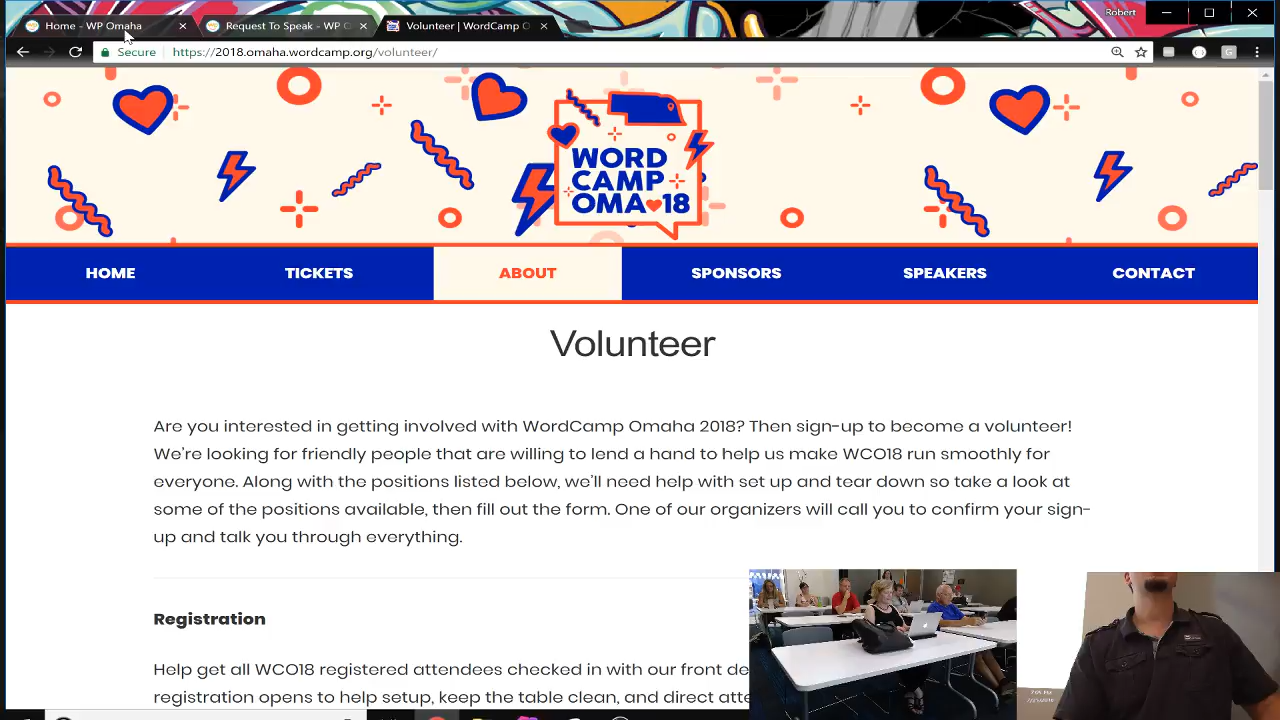 Home - WP Omaha
Request To Speak - WP
Volunteer | WordCamp O
Robert
Secure
https://2018.omaha.wordcamp.org/volunteer/
WORD
CAMP
OMA 18
HOME
TICKETS
ABOUT
SPONSORS
SPEAKERS
CONTACT
Volunteer
Are you interested in getting involved with WordCamp Omaha 2018? Then sign-up to become a volunteer!
We're looking for friendly people that are willing to lend a hand to help us make WCO18 run smoothly for
everyone. Along with the positions listed below, we'll need help with set up and tear down so take a look at
some of the positions available, then fill out the form. One of our organizers will call you to confirm your sign-
up and talk you through everything.
Registration
Help get all WCO18 registered attendees checked in with our front de
registration opens to help setup, keep the table clean, and direct atte